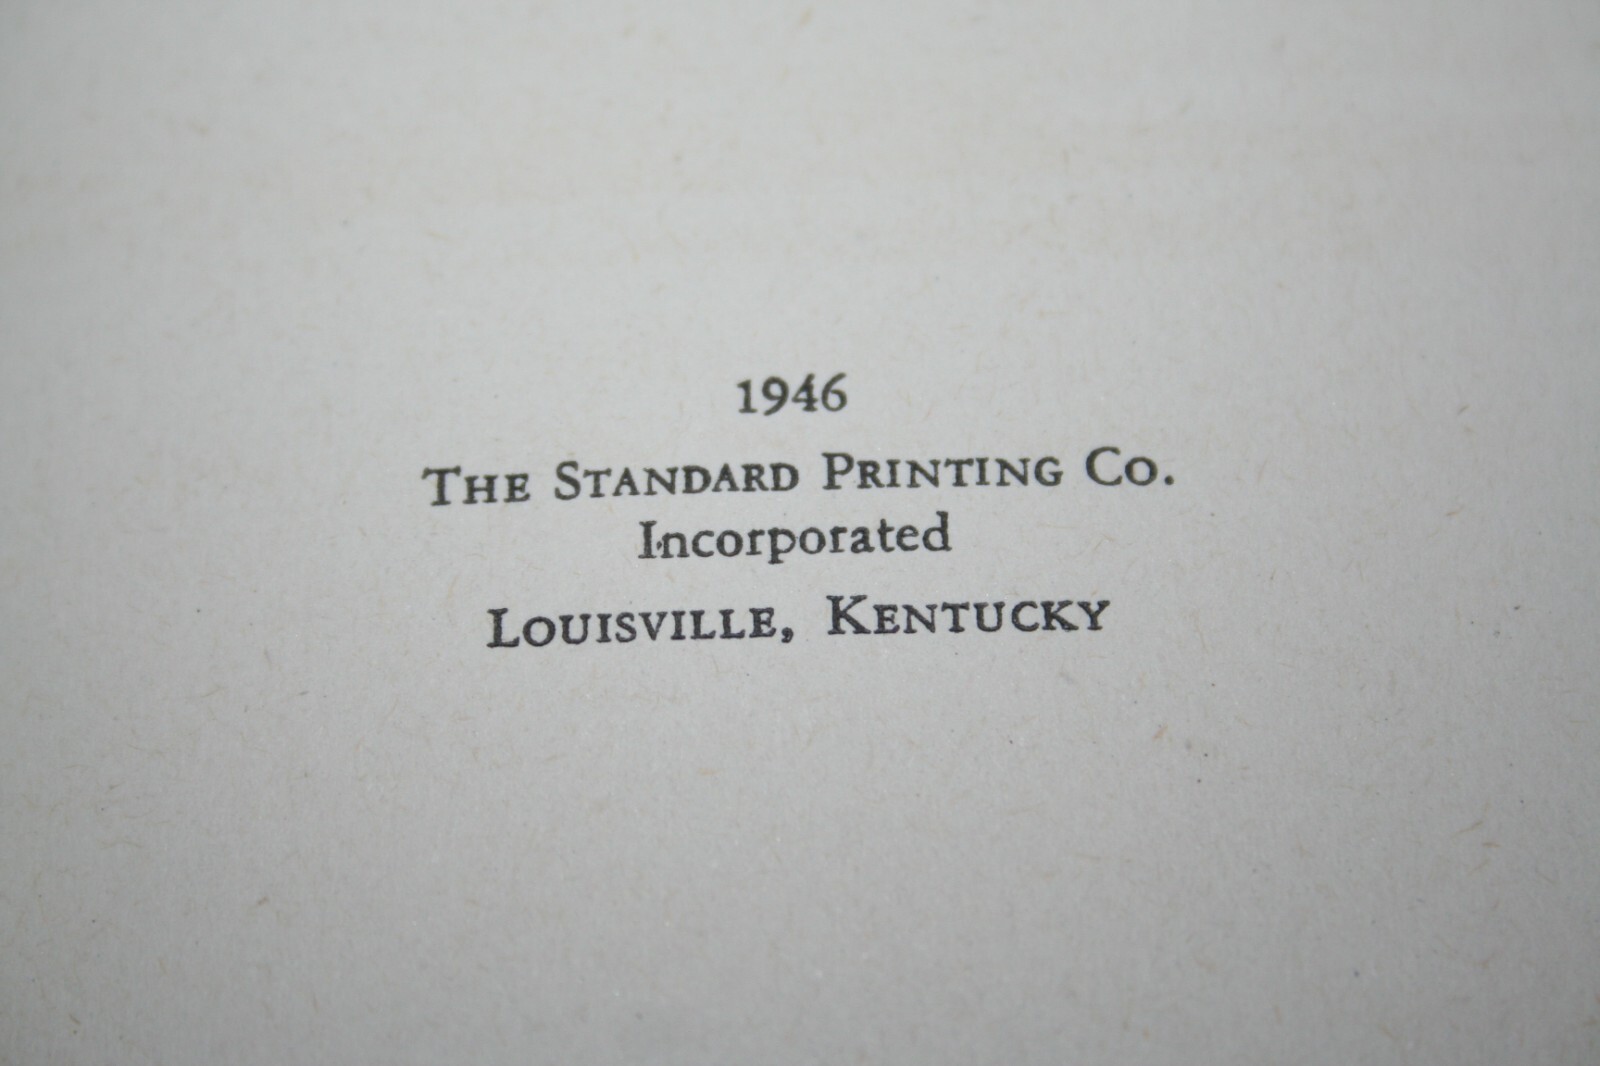 1946
THE STANDARD PRINTING CO.
Incorporated
LOUISVILLE, KENTUCKY